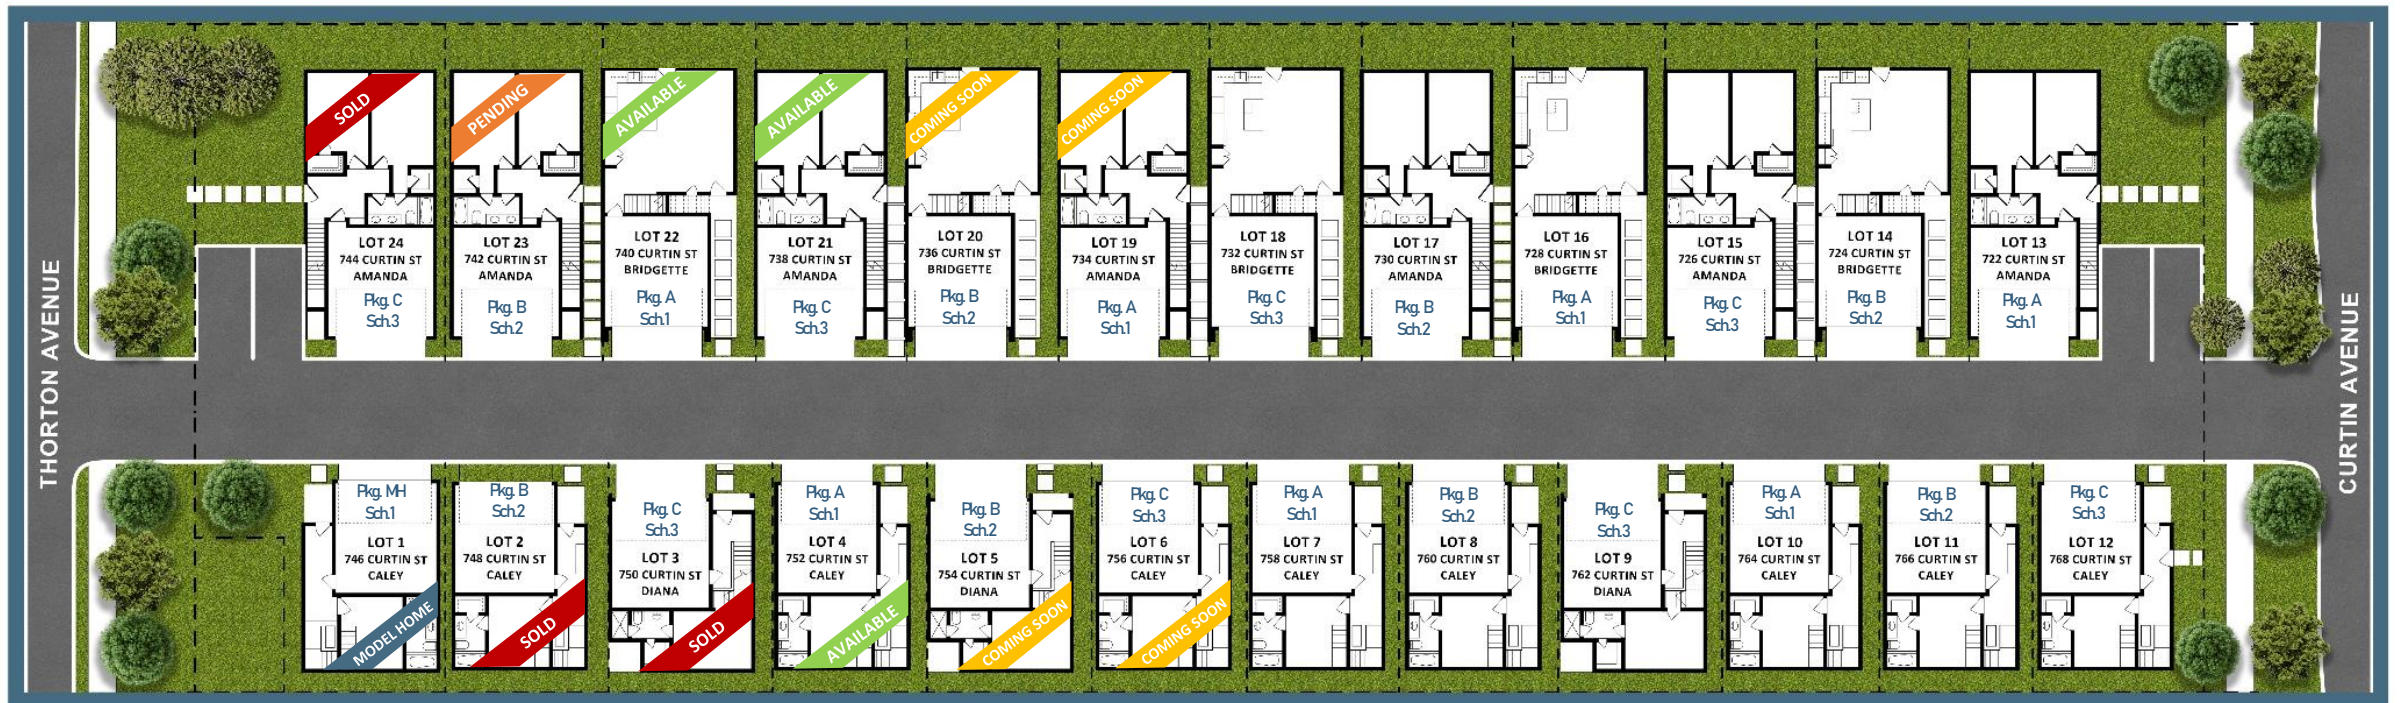 THORTON AVENUE
SOLD
LOT 24
744 CURTIN ST
AMANDA
Pkg. C
Sch.3
PENDING
LOT 23
742 CURTIN ST
AMANDA
Pkg. B
Sch.2
AVAILABLE
LOT 22
740 CURTIN ST
BRIDGETTE
Pkg. A
Sch.1
AVAILABLE
LOT 21
738 CURTIN ST
AMANDA
Pkg. C
Sch.3
COMING SOON
LOT 20
736 CURTIN ST
BRIDGETTE
Pkg. B
Sch.2
COMING SOON
LOT 19
734 CURTIN ST
AMANDA
Pkg. A
Sch.1
LOT 18
732 CURTIN ST
BRIDGETTE
Pkg. C
Sch.3
LOT 17
730 CURTIN ST
AMANDA
Pkg. B
Sch.2
LOT 16
728 CURTIN ST
BRIDGETTE
Pkg. A
Sch.1
LOT 15
726 CURTIN ST
AMANDA
Pkg. C
Sch.3
LOT 14
724 CURTIN ST
BRIDGETTE
Pkg. B
Sch.2
LOT 13
722 CURTIN ST
AMANDA
Pkg. A
Sch.1
CURTIN AVENUE
Pkg. MH
Sch.1
LOT 1
746 CURTIN ST
CALEY
MODEL HOME
Pkg. B
Sch.2
LOT 2
748 CURTIN ST
CALEY
SOLD
Pkg. C
Sch.3
LOT 3
750 CURTIN ST
DIANA
SOLD
Pkg. A
Sch.1
LOT 4
752 CURTIN ST
CALEY
AVAILABLE
Pkg. B
Sch.2
LOT 5
754 CURTIN ST
DIANA
COMING SOON
Pkg. C
Sch.3
LOT 6
756 CURTIN ST
CALEY
COMING SOON
Pkg. A
Sch.1
LOT 7
758 CURTIN ST
CALEY
Pkg. B
Sch.2
LOT 8
760 CURTIN ST
CALEY
Pkg. C
Sch.3
LOT 9
762 CURTIN ST
DIANA
Pkg. A
Sch.1
LOT 10
764 CURTIN ST
CALEY
Pkg. B
Sch.2
LOT 11
766 CURTIN ST
CALEY
Pkg. C
Sch.3
LOT 12
768 CURTIN ST
CALEY